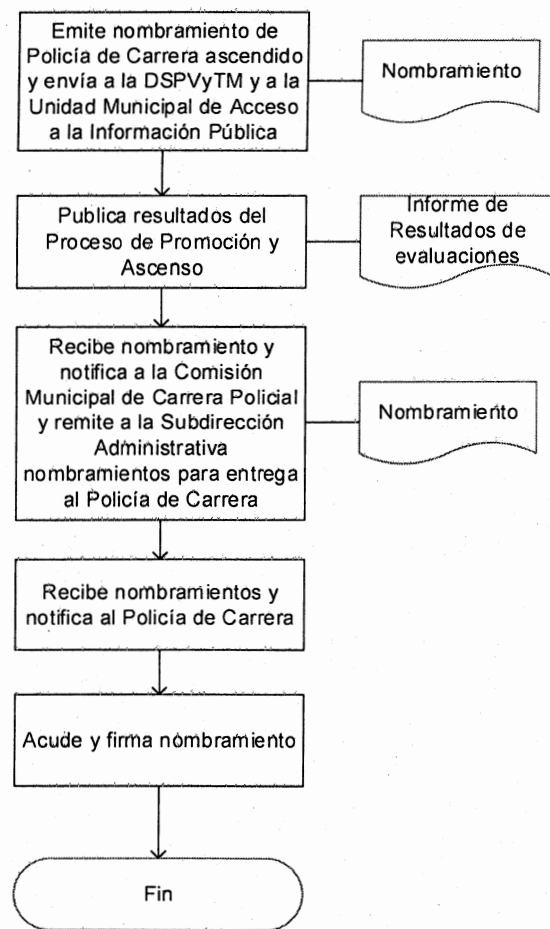 Emite nombramiento de
Policía de Carrera ascendido
y envía a la DSPVyTM y a la
Unidad Municipal de Acceso
a la Información Pública
Nombramiento
Publica resultados del
Proceso de Promoción y
Ascenso
Informe de
Resultados de
evaluaciones
Recibe nombramiento y
notifica a la Comisión
Municipal de Carrera Policial
y remite a la Subdirección
Administrativa
nombramientos para entrega
al Policía de Carrera
Nombramiento
Recibe nombramientos y
notifica al Policía de Carrera
Acude y firma nombramiento
Fin